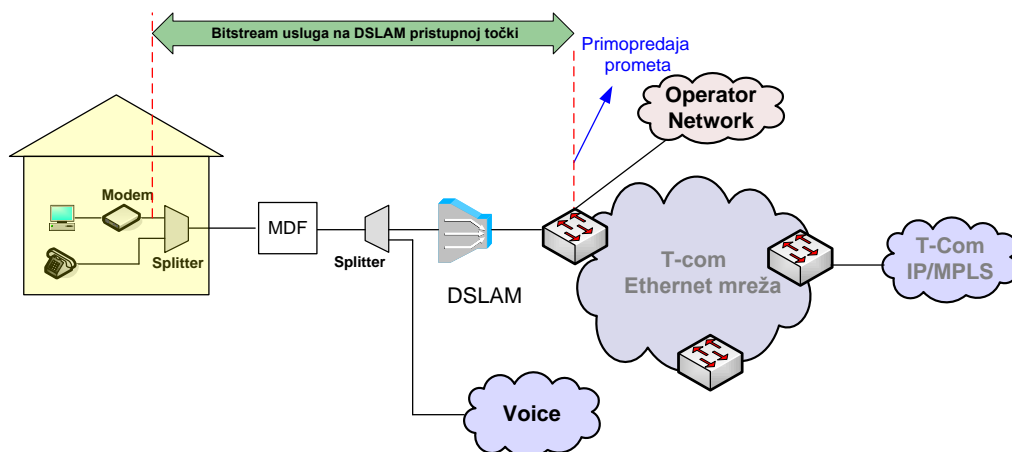 Bitstream usluga na DSLAM pristupnoj točki
Primopredaja
prometa
Operator
Network
Modem
Splitter
MDF
Splitter
DSLAM
T-com
Ethernet mreža
T-Com
IP/MPLS
Voice